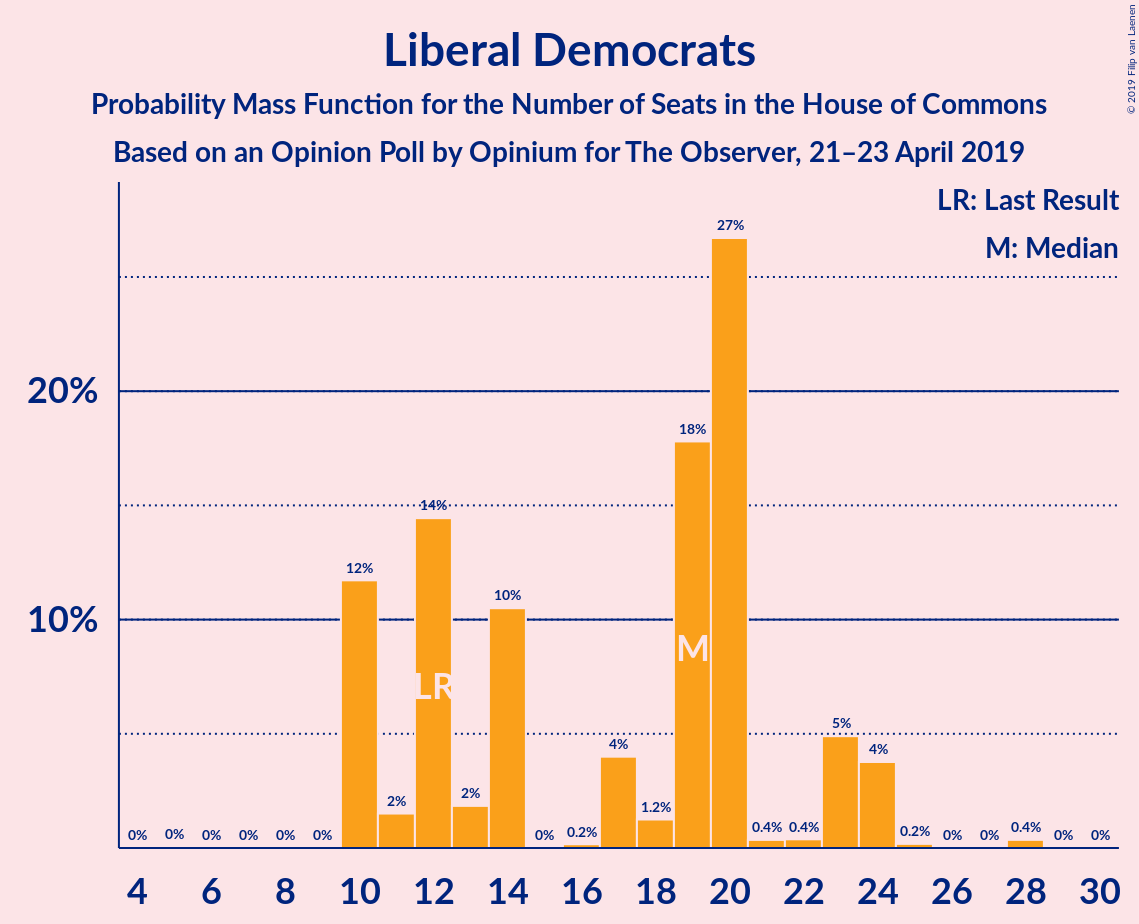 Liberal Democrats
Probability Mass Function for the Number of Seats in the House of Commons
Based on an Opinion Poll by Opinium for The Observer, 21–23 April 2019
© 2019 Filip van Laenen
LR: Last Result
M: Median
20%
10%
0% 0% 0% 0% 0% 0% 12% 2% 14% 2% 10% 0% 0.2% 4% 1.2% 18% 27% 0.4% 0.4% 5% 4% 0.2% 0% 0% 0.4% 0% 0%
LR M
4 6 8 10 12 14 16 18 20 22 24 26 28 30